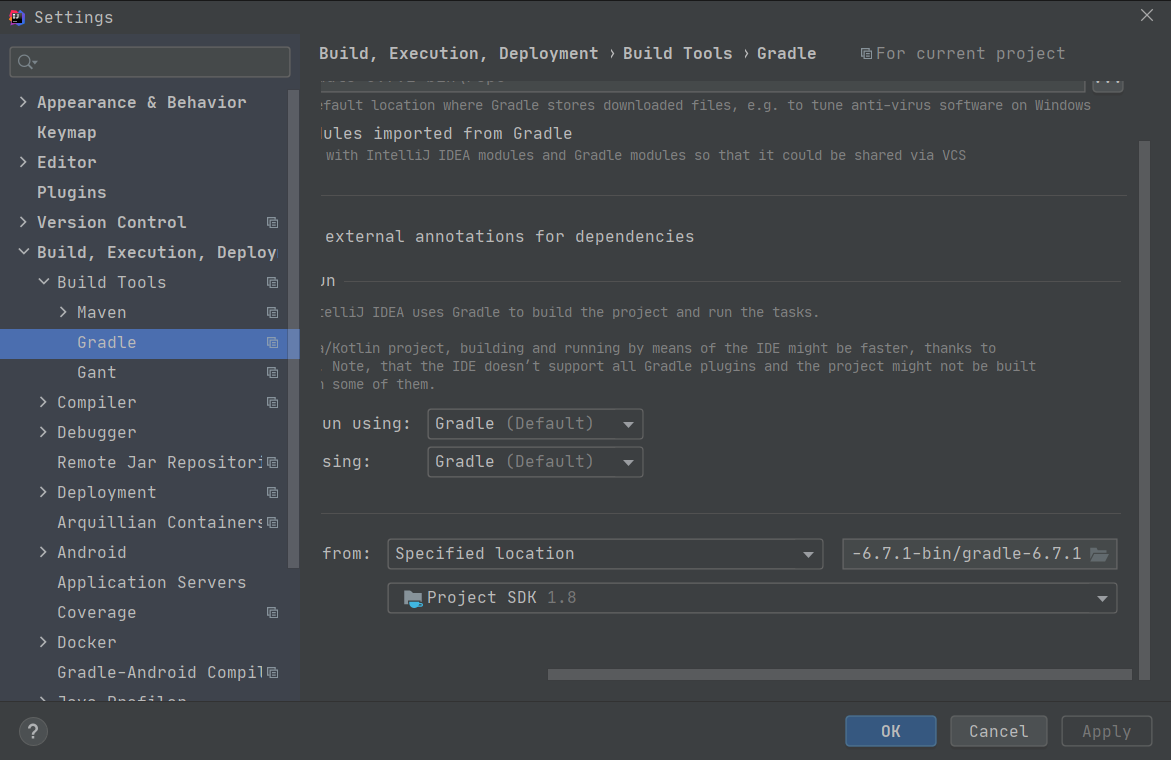 Settings
Build, Execution, Deployment › Build Tools › Gradle
For current project
Appearance & Behavior
Keymap
Editor
Plugins
Version Control
Build, Execution, Deploy
Build Tools
Maven
Gradle
Gant
Compiler
Debugger
Remote Jar Repositori
Deployment
Arquillian Containers
Android
Application Servers
Coverage
Docker
Gradle-Android Compil
Java Profiler
...
efault location where Gradle stores downloaded files, e.g. to tune anti-virus software on Windows
ules imported from Gradle
with IntelliJ IDEA modules and Gradle modules so that it could be shared via VCS
external annotations for dependencies
un
telliJ IDEA uses Gradle to build the project and run the tasks.
/Kotlin project, building and running by means of the IDE might be faster, thanks to
. Note, that the IDE doesn’t support all Gradle plugins and the project might not be built
some of them.
un using: Gradle (Default)
sing: Gradle (Default)
from: Specified location -6.7.1-bin/gradle-6.7.1
Project SDK 1.8
?
OK
Cancel
Apply